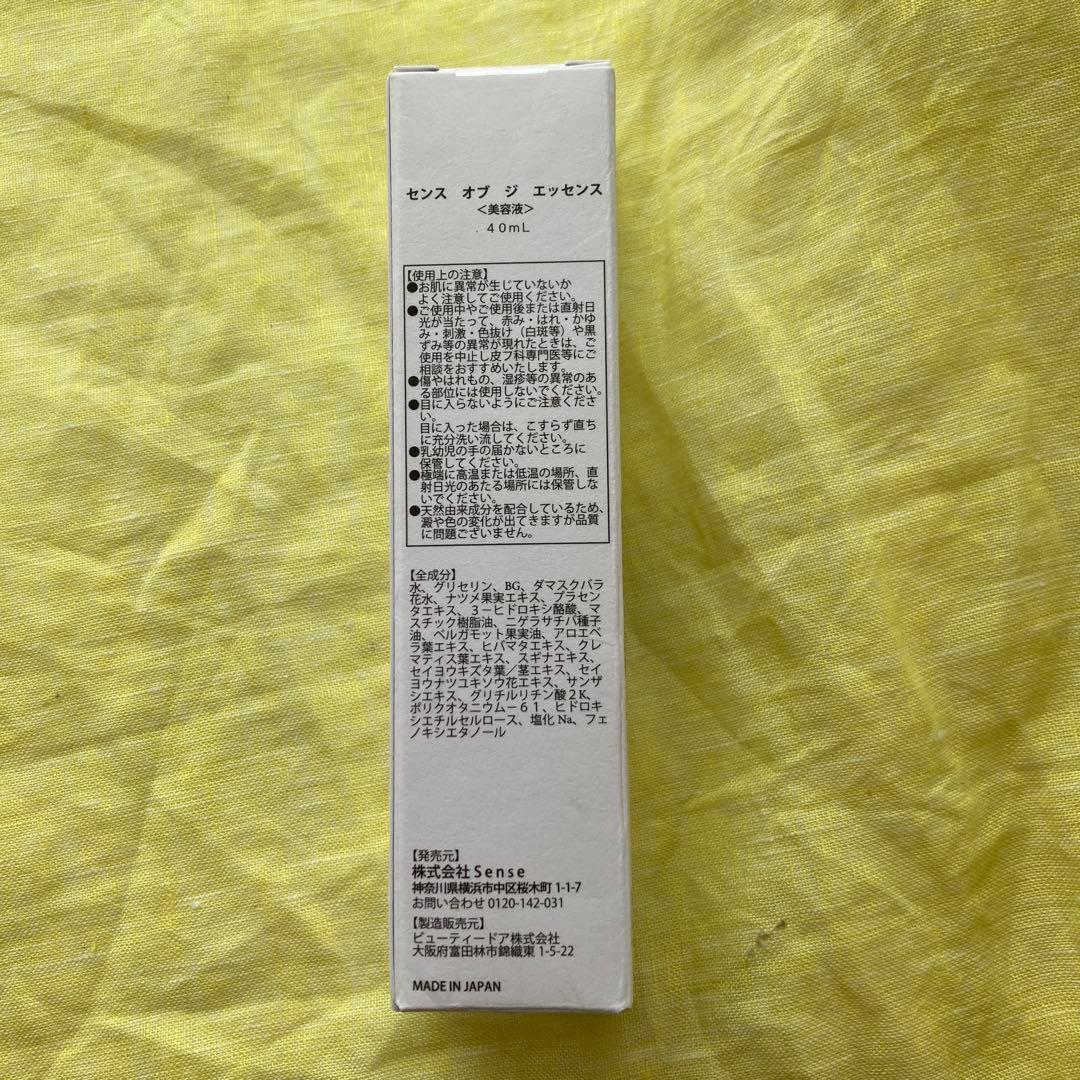 センス オブ ジ エッセンス
＜美容液＞
. 40mL
【使用上の注意】
●お肌に異常が生じていないか
よく注意してご使用ください。
●ご使用中やご使用後または直射日
光が当たって、赤み・はれ・かゆ
み・刺激・色抜け（白斑等）や黒
ずみ等の異常が現れたときは、ご
使用を中止し皮フ科専門医等にご
相談をおすすめいたします。
●傷やはれもの、湿疹等の異常のあ
る部位には使用しないでください。
●目に入らないようにご注意くださ
い。
目に入った場合は、こすらず直ち
に充分洗い流してください。
●乳幼児の手の届かないところに
保管してください。
●極端に高温または低温の場所、直
射日光のあたる場所には保管しな
いでください。
●天然由来成分を配合しているため、
澱や色の変化が出てきますが品質
に問題ございません。
【全成分】
水、グリセリン、BG、ダマスクバラ
花水、ナツメ果実エキス、プラセン
タエキス、３－ヒドロキシ酪酸、マ
スチック樹脂油、ニゲラサチバ種子
油、ベルガモット果実油、アロエベ
ラ葉エキス、ヒバマタエキス、クレ
マティス葉エキス、スギナエキス、
セイヨウキズタ葉／茎エキス、セイ
ヨウナツユキソウ花エキス、サンザ
シエキス、グリチルリチン酸２K、
ポリクオタニウム－６１、ヒドロキ
シエチルセルロース、塩化 Na、フェ
ノキシエタノール
【発売元】
株式会社 Sense
神奈川県横浜市中区桜木町 1-1-7
お問い合わせ 0120-142-031
【製造販売元】
ビューティードア株式会社
大阪府富田林市錦織東 1-5-22
MADE IN JAPAN